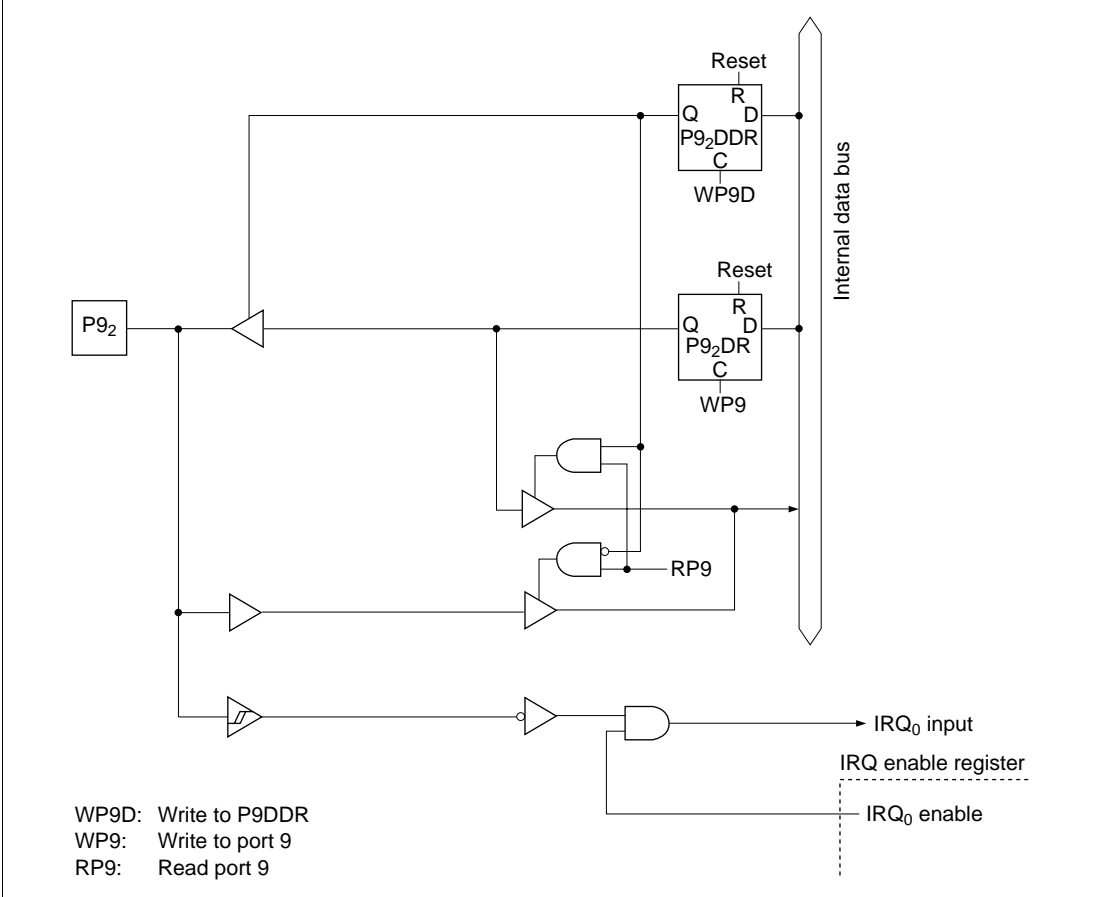 Reset
R
Q D
P9₂DDR
C
WP9D
Internal data bus
Reset
R
Q D
P9₂DR
C
WP9
P9₂
RP9
IRQ₀ input
IRQ enable register
IRQ₀ enable
WP9D: Write to P9DDR
WP9: Write to port 9
RP9: Read port 9